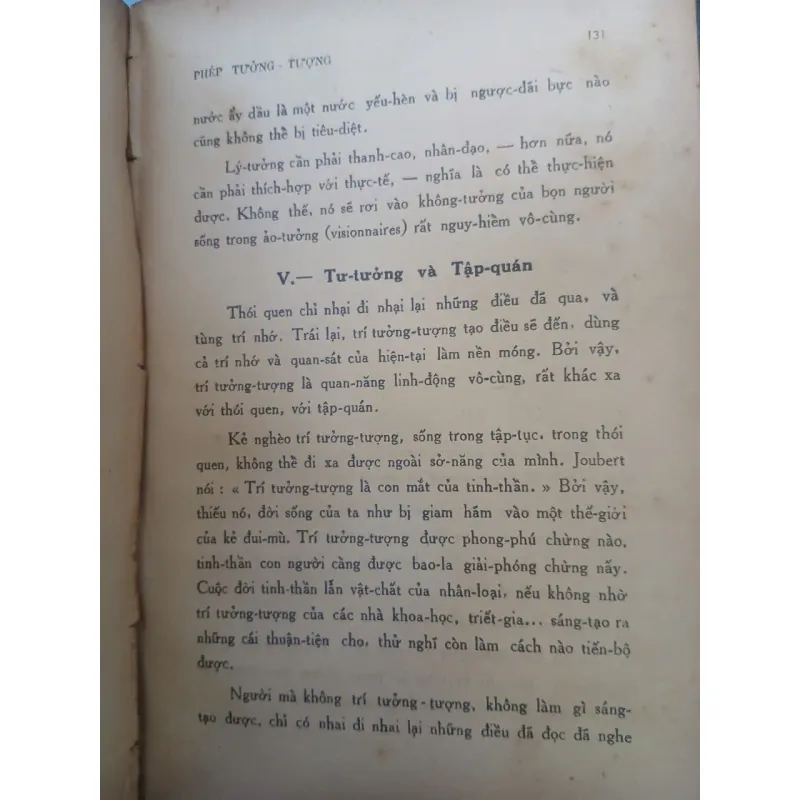 PHÉP TƯỞNG - TƯỢNG
131
nước ấy dầu là một nước yếu-hèn và bị ngược-đãi bực nào
cũng không thể bị tiêu-diệt.
Lý-tưởng cần phải thanh-cao, nhân-đạo, — hơn nữa, nó
cần phải thích-hợp với thực-tế, — nghĩa là có thể thực-hiện
được. Không thế, nó sẽ rơi vào không-tưởng của bọn người
sống trong ảo-tưởng (visionnaires) rất nguy-hiểm vô-cùng.
V.— Tư-tưởng và Tập-quán
Thói quen chỉ nhại đi nhại lại những điều đã qua, và
tùng trí nhớ. Trái lại, trí tưởng-tượng tạo điều sẽ đến, dùng
cả trí nhớ và quan-sát của hiện-tại làm nền móng. Bởi vậy,
trí tưởng-tượng là quan-năng linh-động vô-cùng, rất khác xa
với thói quen, với tập-quán.
Kẻ nghèo trí tưởng-tượng, sống trong tập-tục, trong thói
quen, không thể đi xa được ngoài sở-năng của mình. Joubert
nói : « Trí tưởng-tượng là con mắt của tinh-thần. » Bởi vậy,
thiếu nó, đời sống của ta như bị giam hãm vào một thế-giới
của kẻ đui-mù. Trí tưởng-tượng được phong-phú chừng nào,
tinh-thần con người càng được bao-la giải-phóng chừng nấy.
Cuộc đời tinh-thần lẫn vật-chất của nhân-loại, nếu không nhờ
trí tưởng-tượng của các nhà khoa-học, triết-gia... sáng-tạo ra
những cái thuận-tiện cho, thử nghĩ còn làm cách nào tiến-bộ
được.
Người mà không trí tưởng - tượng, không làm gì sáng-
tạo được, chỉ có nhai đi nhai lại những điều đã đọc đã nghe